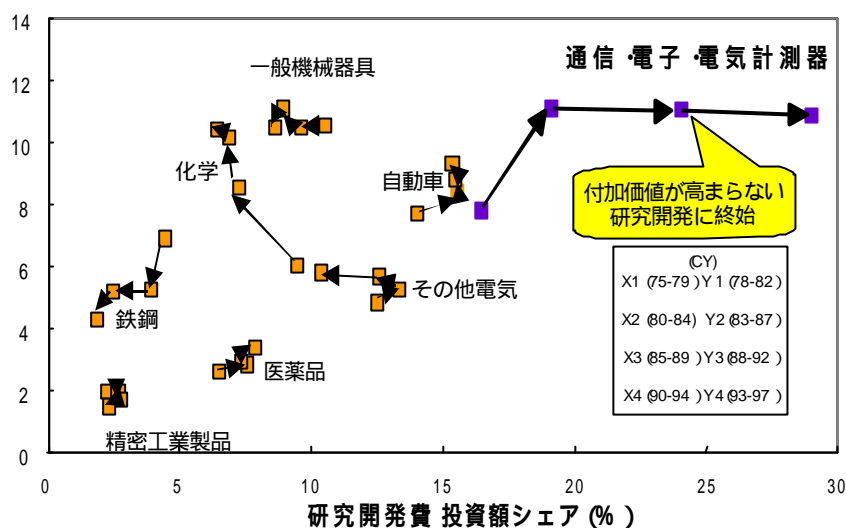 14
12
10
8
6
4
2
0
通信・電子・電気計測器
一般機械器具
化学
自動車
付加価値が高まらない
研究開発に終始
その他電気
鉄鋼
医薬品
精密工業製品
(CY)
X1 (75-79) Y1 (78-82)
X2 (80-84) Y2 (83-87)
X3 (85-89) Y3 (88-92)
X4 (90-94) Y4 (93-97)
0 5 10 15 20 25 30
研究開発費 投資額シェア (%)